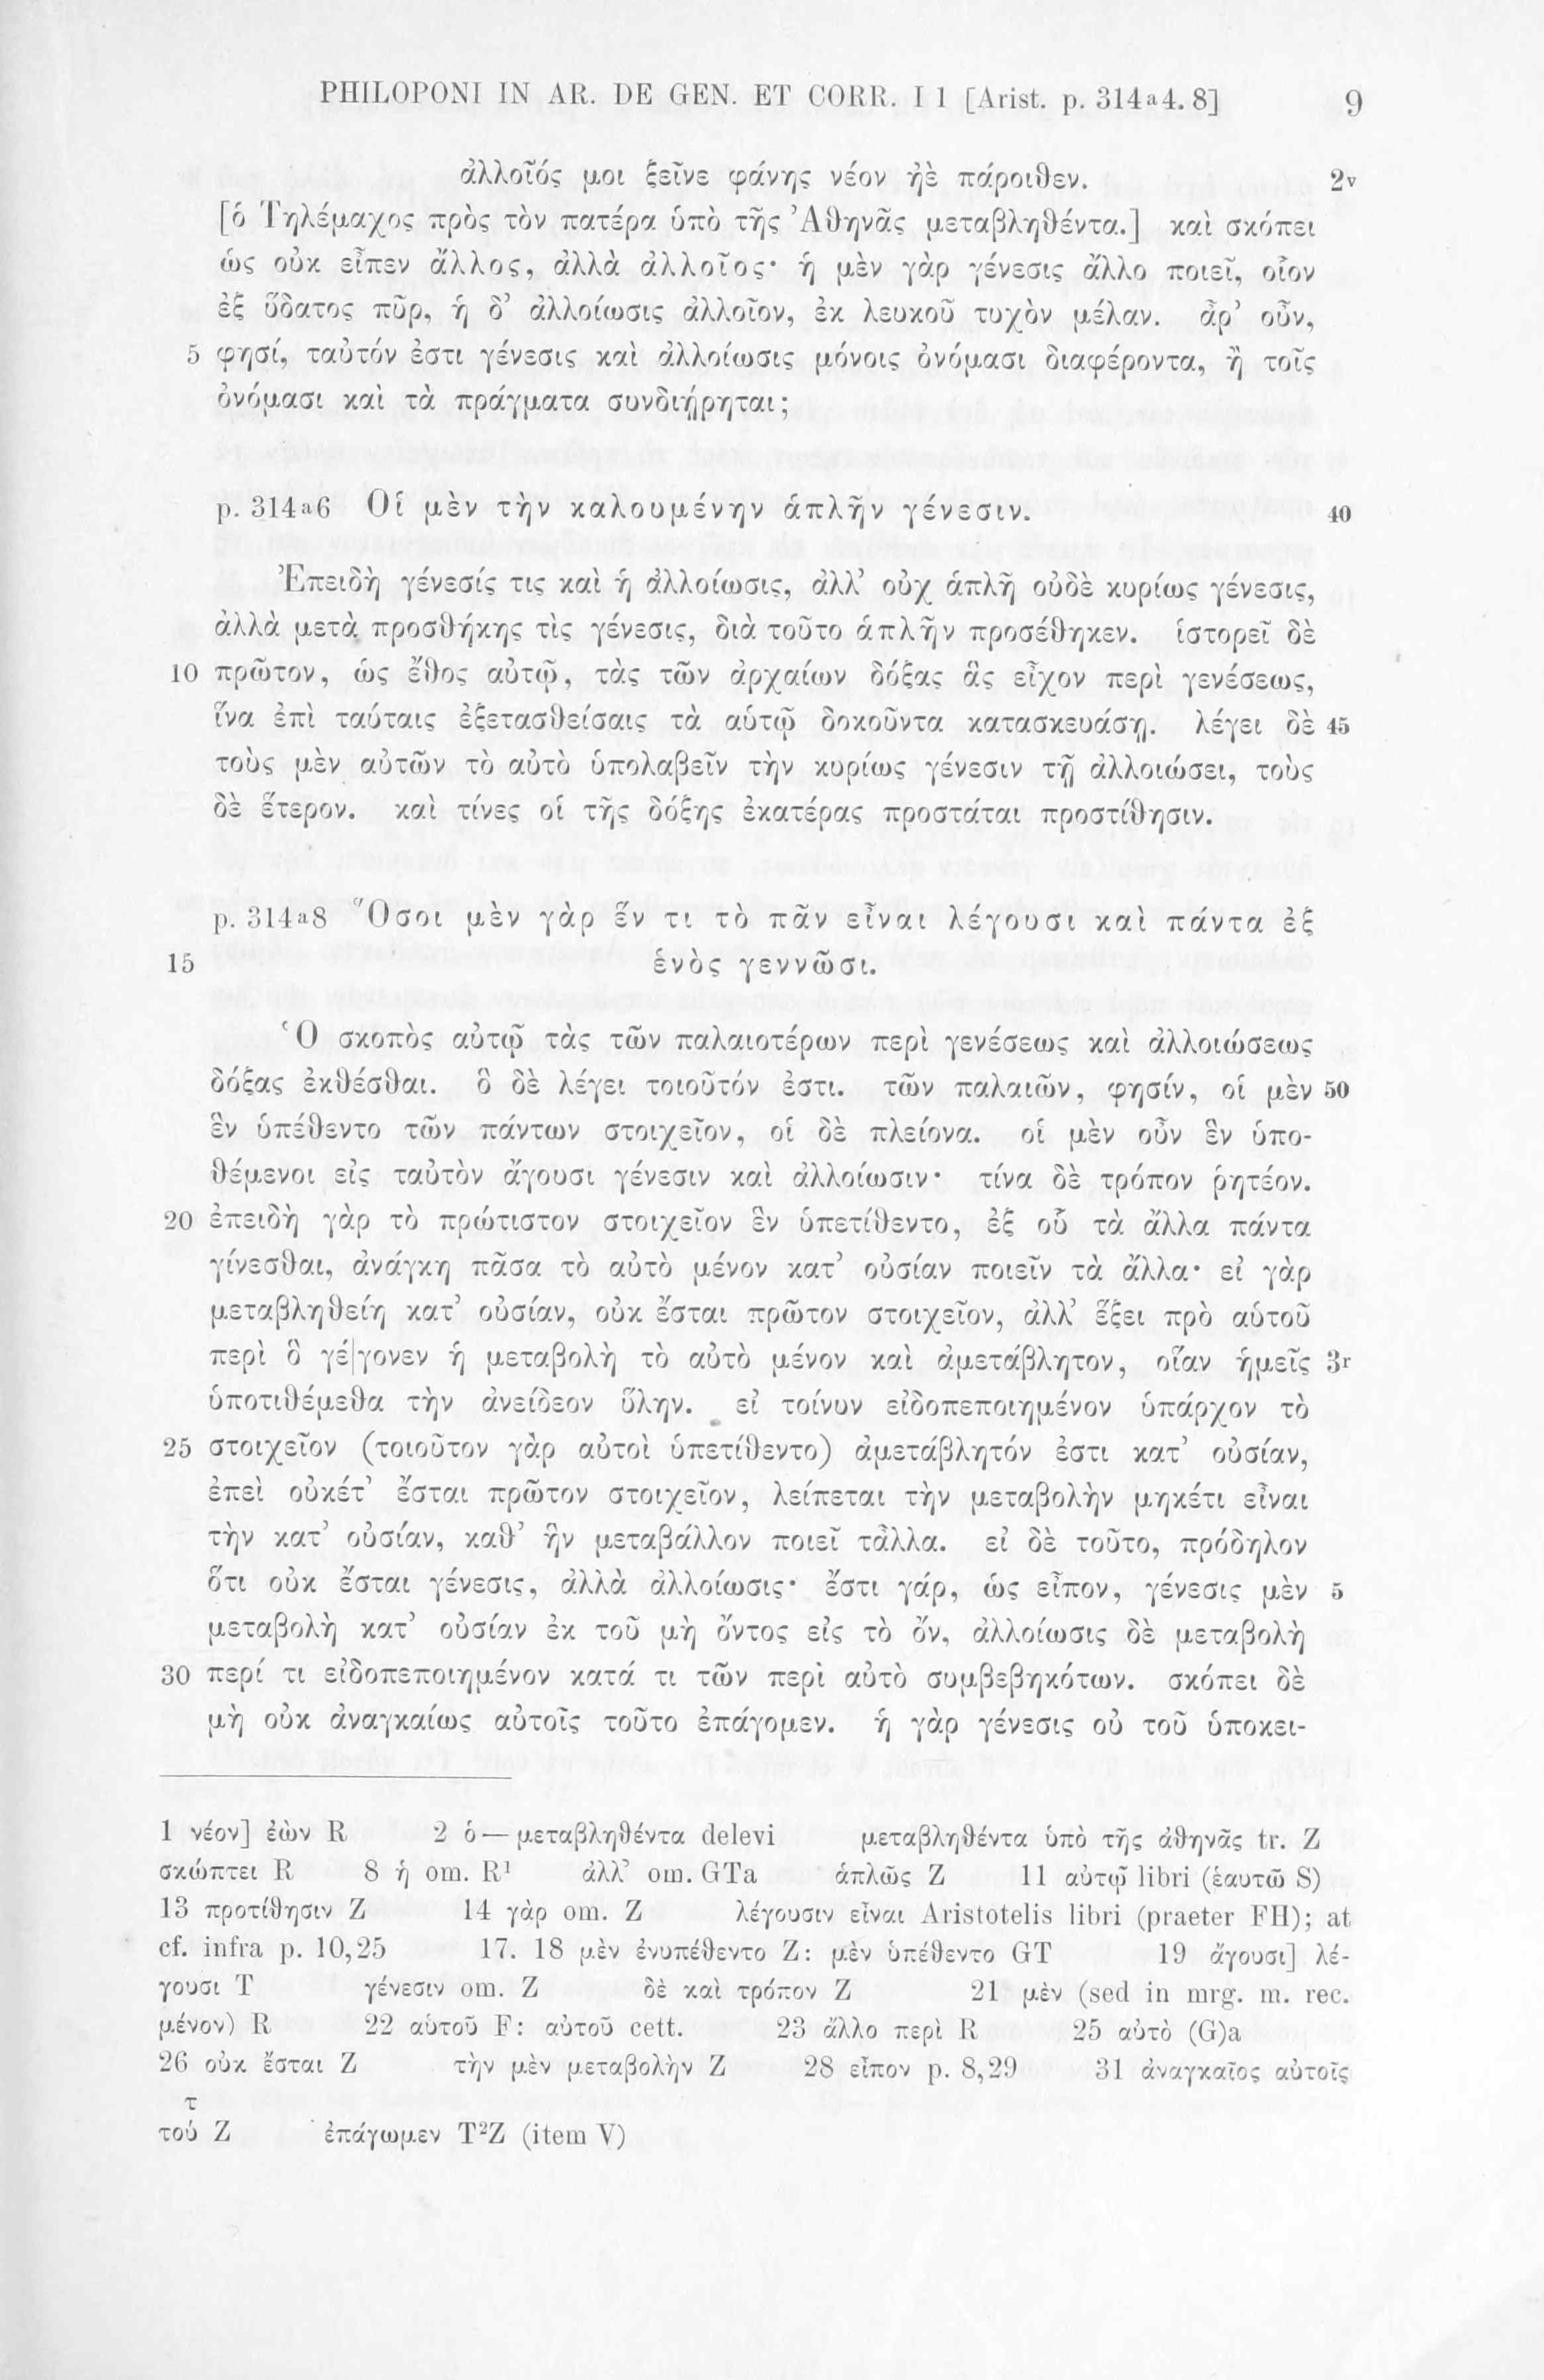 PHILOPONI IN AR. DE GEN. ET CORR. I 1 [Arist. p. 314a4. 8] 9
ἀλλοῖός μοι ξεῖνε φάνης νέον ἠὲ πάροιθεν. 2v
[ὁ Τηλέμαχος πρὸς τὸν πατέρα ὑπὸ τῆς Ἀθηνᾶς μεταβληθέντα.] καὶ σκόπει
ὡς οὐκ εἶπεν ἄλλος, ἀλλὰ ἀλλοῖος· ἡ μὲν γὰρ γένεσις ἄλλο ποιεῖ, οἷον
ἐξ ὕδατος πῦρ, ἡ δ’ ἀλλοίωσις ἀλλοῖον, ἐκ λευκοῦ τυχὸν μέλαν. ἆρ’ οὖν,
5 φησί, ταὐτόν ἐστι γένεσις καὶ ἀλλοίωσις μόνοις ὀνόμασι διαφέροντα, ἢ τοῖς
ὀνόμασι καὶ τὰ πράγματα συνδιῄρηται;
p. 314a6 Οἱ μὲν τὴν καλουμένην ἁπλῆν γένεσιν. 40
Ἐπειδὴ γένεσίς τις καὶ ἡ ἀλλοίωσις, ἀλλ’ οὐχ ἁπλῆ οὐδὲ κυρίως γένεσις,
ἀλλὰ μετὰ προσθήκης τὶς γένεσις, διὰ τοῦτο ἁπλῆν προσέθηκεν. ἱστορεῖ δὲ
10 πρῶτον, ὡς ἔθος αὐτῷ, τὰς τῶν ἀρχαίων δόξας ἃς εἶχον περὶ γενέσεως,
ἵνα ἐπὶ ταύταις ἐξετασθείσαις τὰ αὑτῷ δοκοῦντα κατασκευάσῃ. λέγει δὲ 45
τοὺς μὲν αὐτῶν τὸ αὐτὸ ὑπολαβεῖν τὴν κυρίως γένεσιν τῇ ἀλλοιώσει, τοὺς
δὲ ἕτερον. καὶ τίνες οἱ τῆς δόξης ἑκατέρας προστάται προστίθησιν.
p. 314a8 Ὅσοι μὲν γὰρ ἕν τι τὸ πᾶν εἶναι λέγουσι καὶ πάντα ἐξ
15 ἑνὸς γεννῶσι.
Ὁ σκοπὸς αὐτῷ τὰς τῶν παλαιοτέρων περὶ γενέσεως καὶ ἀλλοιώσεως
δόξας ἐκθέσθαι. ὃ δὲ λέγει τοιοῦτόν ἐστι. τῶν παλαιῶν, φησίν, οἱ μὲν 50
ἓν ὑπέθεντο τῶν πάντων στοιχεῖον, οἱ δὲ πλείονα. οἱ μὲν οὖν ἓν ὑπο-
θέμενοι εἰς ταὐτὸν ἄγουσι γένεσιν καὶ ἀλλοίωσιν· τίνα δὲ τρόπον ῥητέον.
20 ἐπειδὴ γὰρ τὸ πρώτιστον στοιχεῖον ἓν ὑπετίθεντο, ἐξ οὗ τὰ ἄλλα πάντα
γίνεσθαι, ἀνάγκη πᾶσα τὸ αὐτὸ μένον κατ’ οὐσίαν ποιεῖν τὰ ἄλλα· εἰ γὰρ
μεταβληθείη κατ’ οὐσίαν, οὐκ ἔσται πρῶτον στοιχεῖον, ἀλλ’ ἕξει πρὸ αὑτοῦ
περὶ ὃ γέ|γονεν ἡ μεταβολὴ τὸ αὐτὸ μένον καὶ ἀμετάβλητον, οἵαν ἡμεῖς 3r
ὑποτιθέμεθα τὴν ἀνείδεον ὕλην. εἰ τοίνυν εἰδοπεποιημένον ὑπάρχον τὸ
25 στοιχεῖον (τοιοῦτον γὰρ αὐτοὶ ὑπετίθεντο) ἀμετάβλητόν ἐστι κατ’ οὐσίαν,
ἐπεὶ οὐκέτ’ ἔσται πρῶτον στοιχεῖον, λείπεται τὴν μεταβολὴν μηκέτι εἶναι
τὴν κατ’ οὐσίαν, καθ’ ἣν μεταβάλλον ποιεῖ τἆλλα. εἰ δὲ τοῦτο, πρόδηλον
ὅτι οὐκ ἔσται γένεσις, ἀλλὰ ἀλλοίωσις· ἔστι γάρ, ὡς εἶπον, γένεσις μὲν 5
μεταβολὴ κατ’ οὐσίαν ἐκ τοῦ μὴ ὄντος εἰς τὸ ὄν, ἀλλοίωσις δὲ μεταβολὴ
30 περί τι εἰδοπεποιημένον κατά τι τῶν περὶ αὐτὸ συμβεβηκότων. σκόπει δὲ
μὴ οὐκ ἀναγκαίως αὐτοῖς τοῦτο ἐπάγομεν. ἡ γὰρ γένεσις οὐ τοῦ ὑποκει-
1 νέον] ἐὼν R 2 ὁ — μεταβληθέντα delevi μεταβληθέντα ὑπὸ τῆς ἀθηνᾶς tr. Z
σκώπτει R 8 ἡ om. R¹ ἀλλ’ om. GTa ἁπλῶς Z 11 αὐτῷ libri (ἑαυτῶ S)
13 προτίθησιν Z 14 γὰρ om. Z λέγουσιν εἶναι Aristotelis libri (praeter FH); at
cf. infra p. 10,25 17. 18 μὲν ἐνυπέθεντο Z: μὲν ὑπέθεντο GT 19 ἄγουσι] λέ-
γουσι T γένεσιν om. Z δὲ καὶ τρόπον Z 21 μὲν (sed in mrg. m. rec.
μένον) R 22 αὑτοῦ F: αὐτοῦ cett. 23 ἄλλο περὶ R 25 αὐτὸ (G)a
26 οὐκ ἔσται Z τὴν μὲν μεταβολὴν Z 28 εἶπον p. 8,29 31 ἀναγκαῖος αὐτοῖς
τ
τού Z ἐπάγωμεν T²Z (item V)